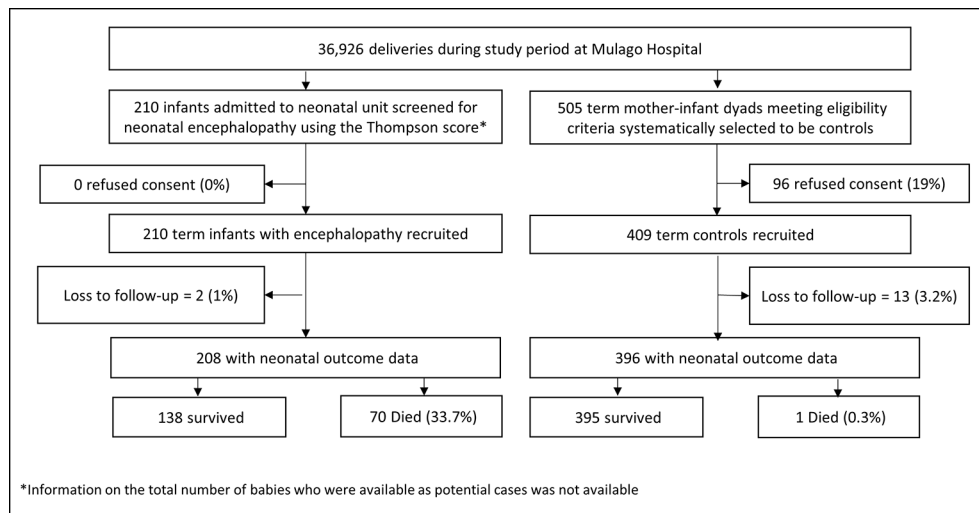 36,926 deliveries during study period at Mulago Hospital
210 infants admitted to neonatal unit screened for
neonatal encephalopathy using the Thompson score*
505 term mother-infant dyads meeting eligibility
criteria systematically selected to be controls
0 refused consent (0%)
96 refused consent (19%)
210 term infants with encephalopathy recruited
409 term controls recruited
Loss to follow-up = 2 (1%)
Loss to follow-up = 13 (3.2%)
208 with neonatal outcome data
396 with neonatal outcome data
138 survived
70 Died (33.7%)
395 survived
1 Died (0.3%)
*Information on the total number of babies who were available as potential cases was not available